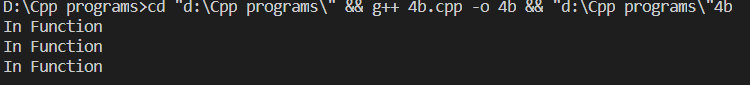 D:\Cpp programs>cd "d:\Cpp programs\" && g++ 4b.cpp -o 4b && "d:\Cpp programs\"4b
In Function
In Function
In Function